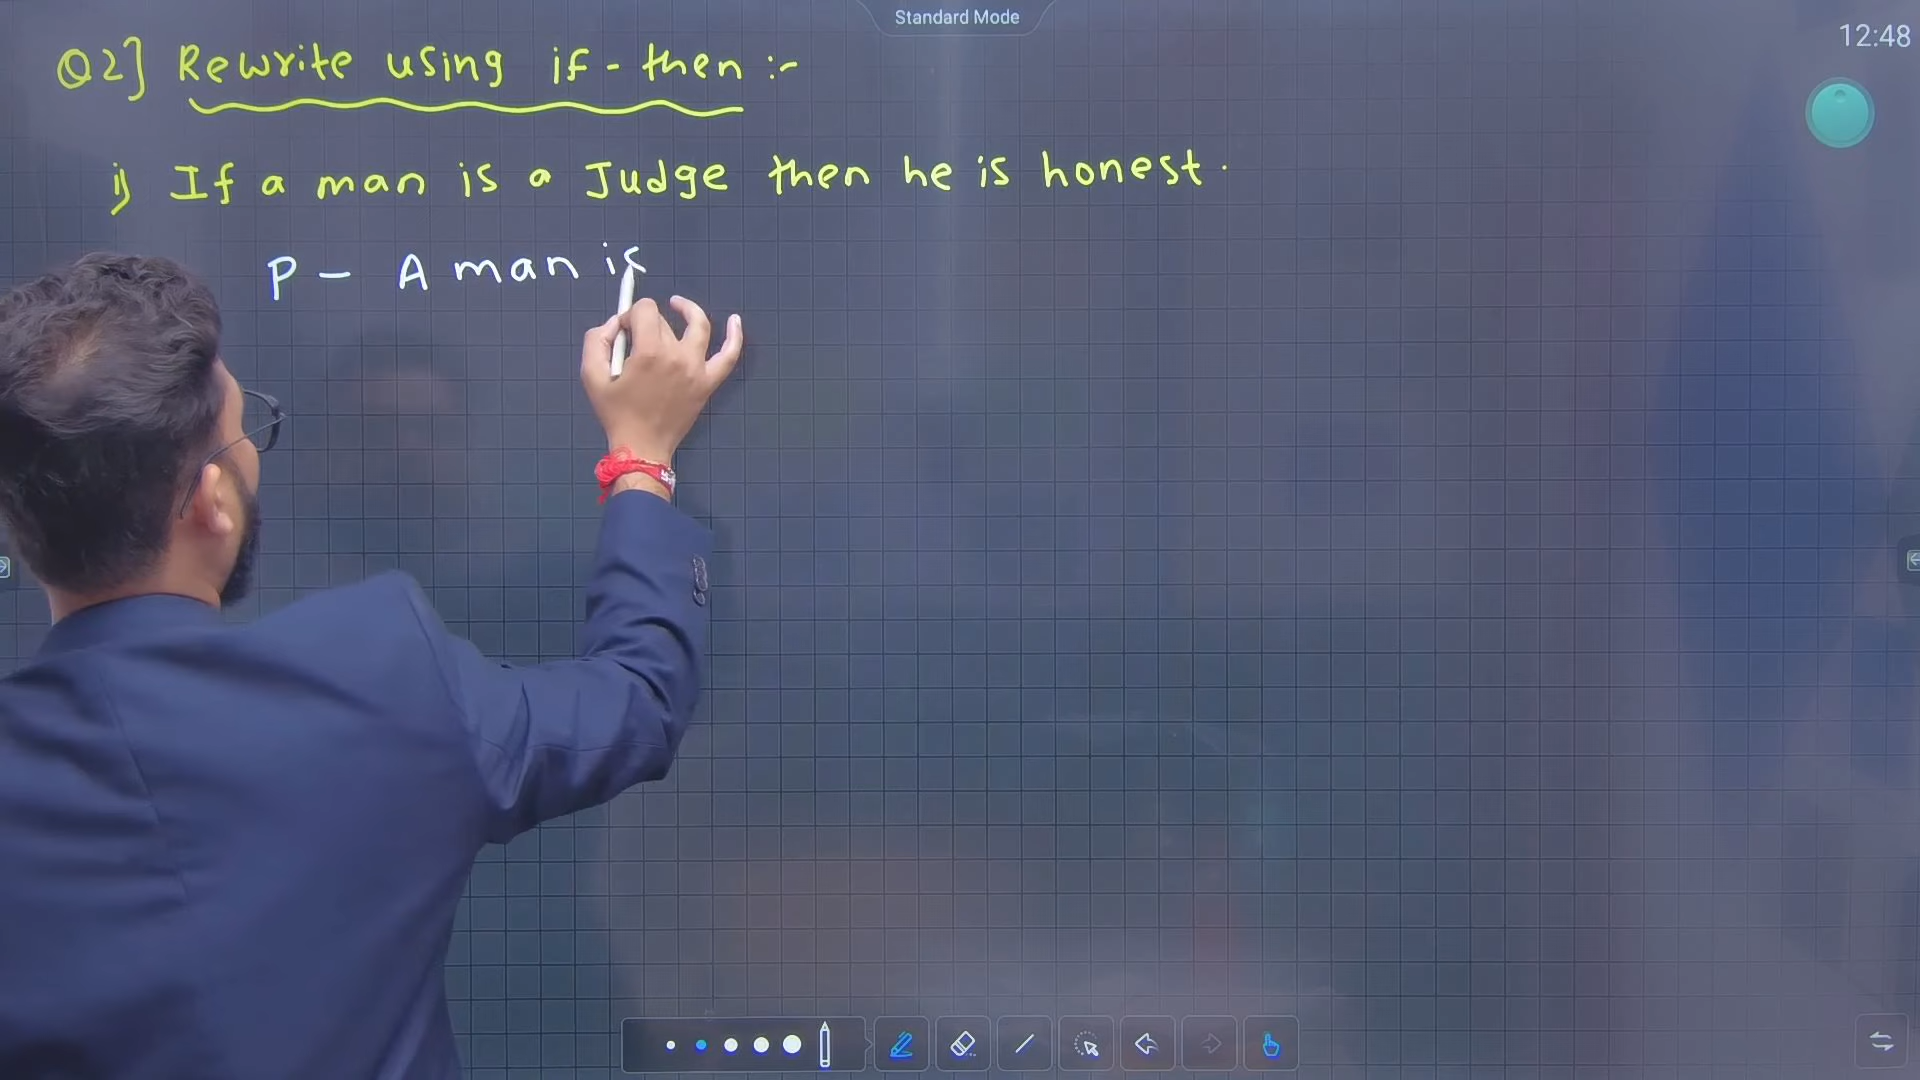 Standard Mode
12:48
Q2] Rewrite using if - then :-
i) If a man is a Judge then he is honest.
P - A man is